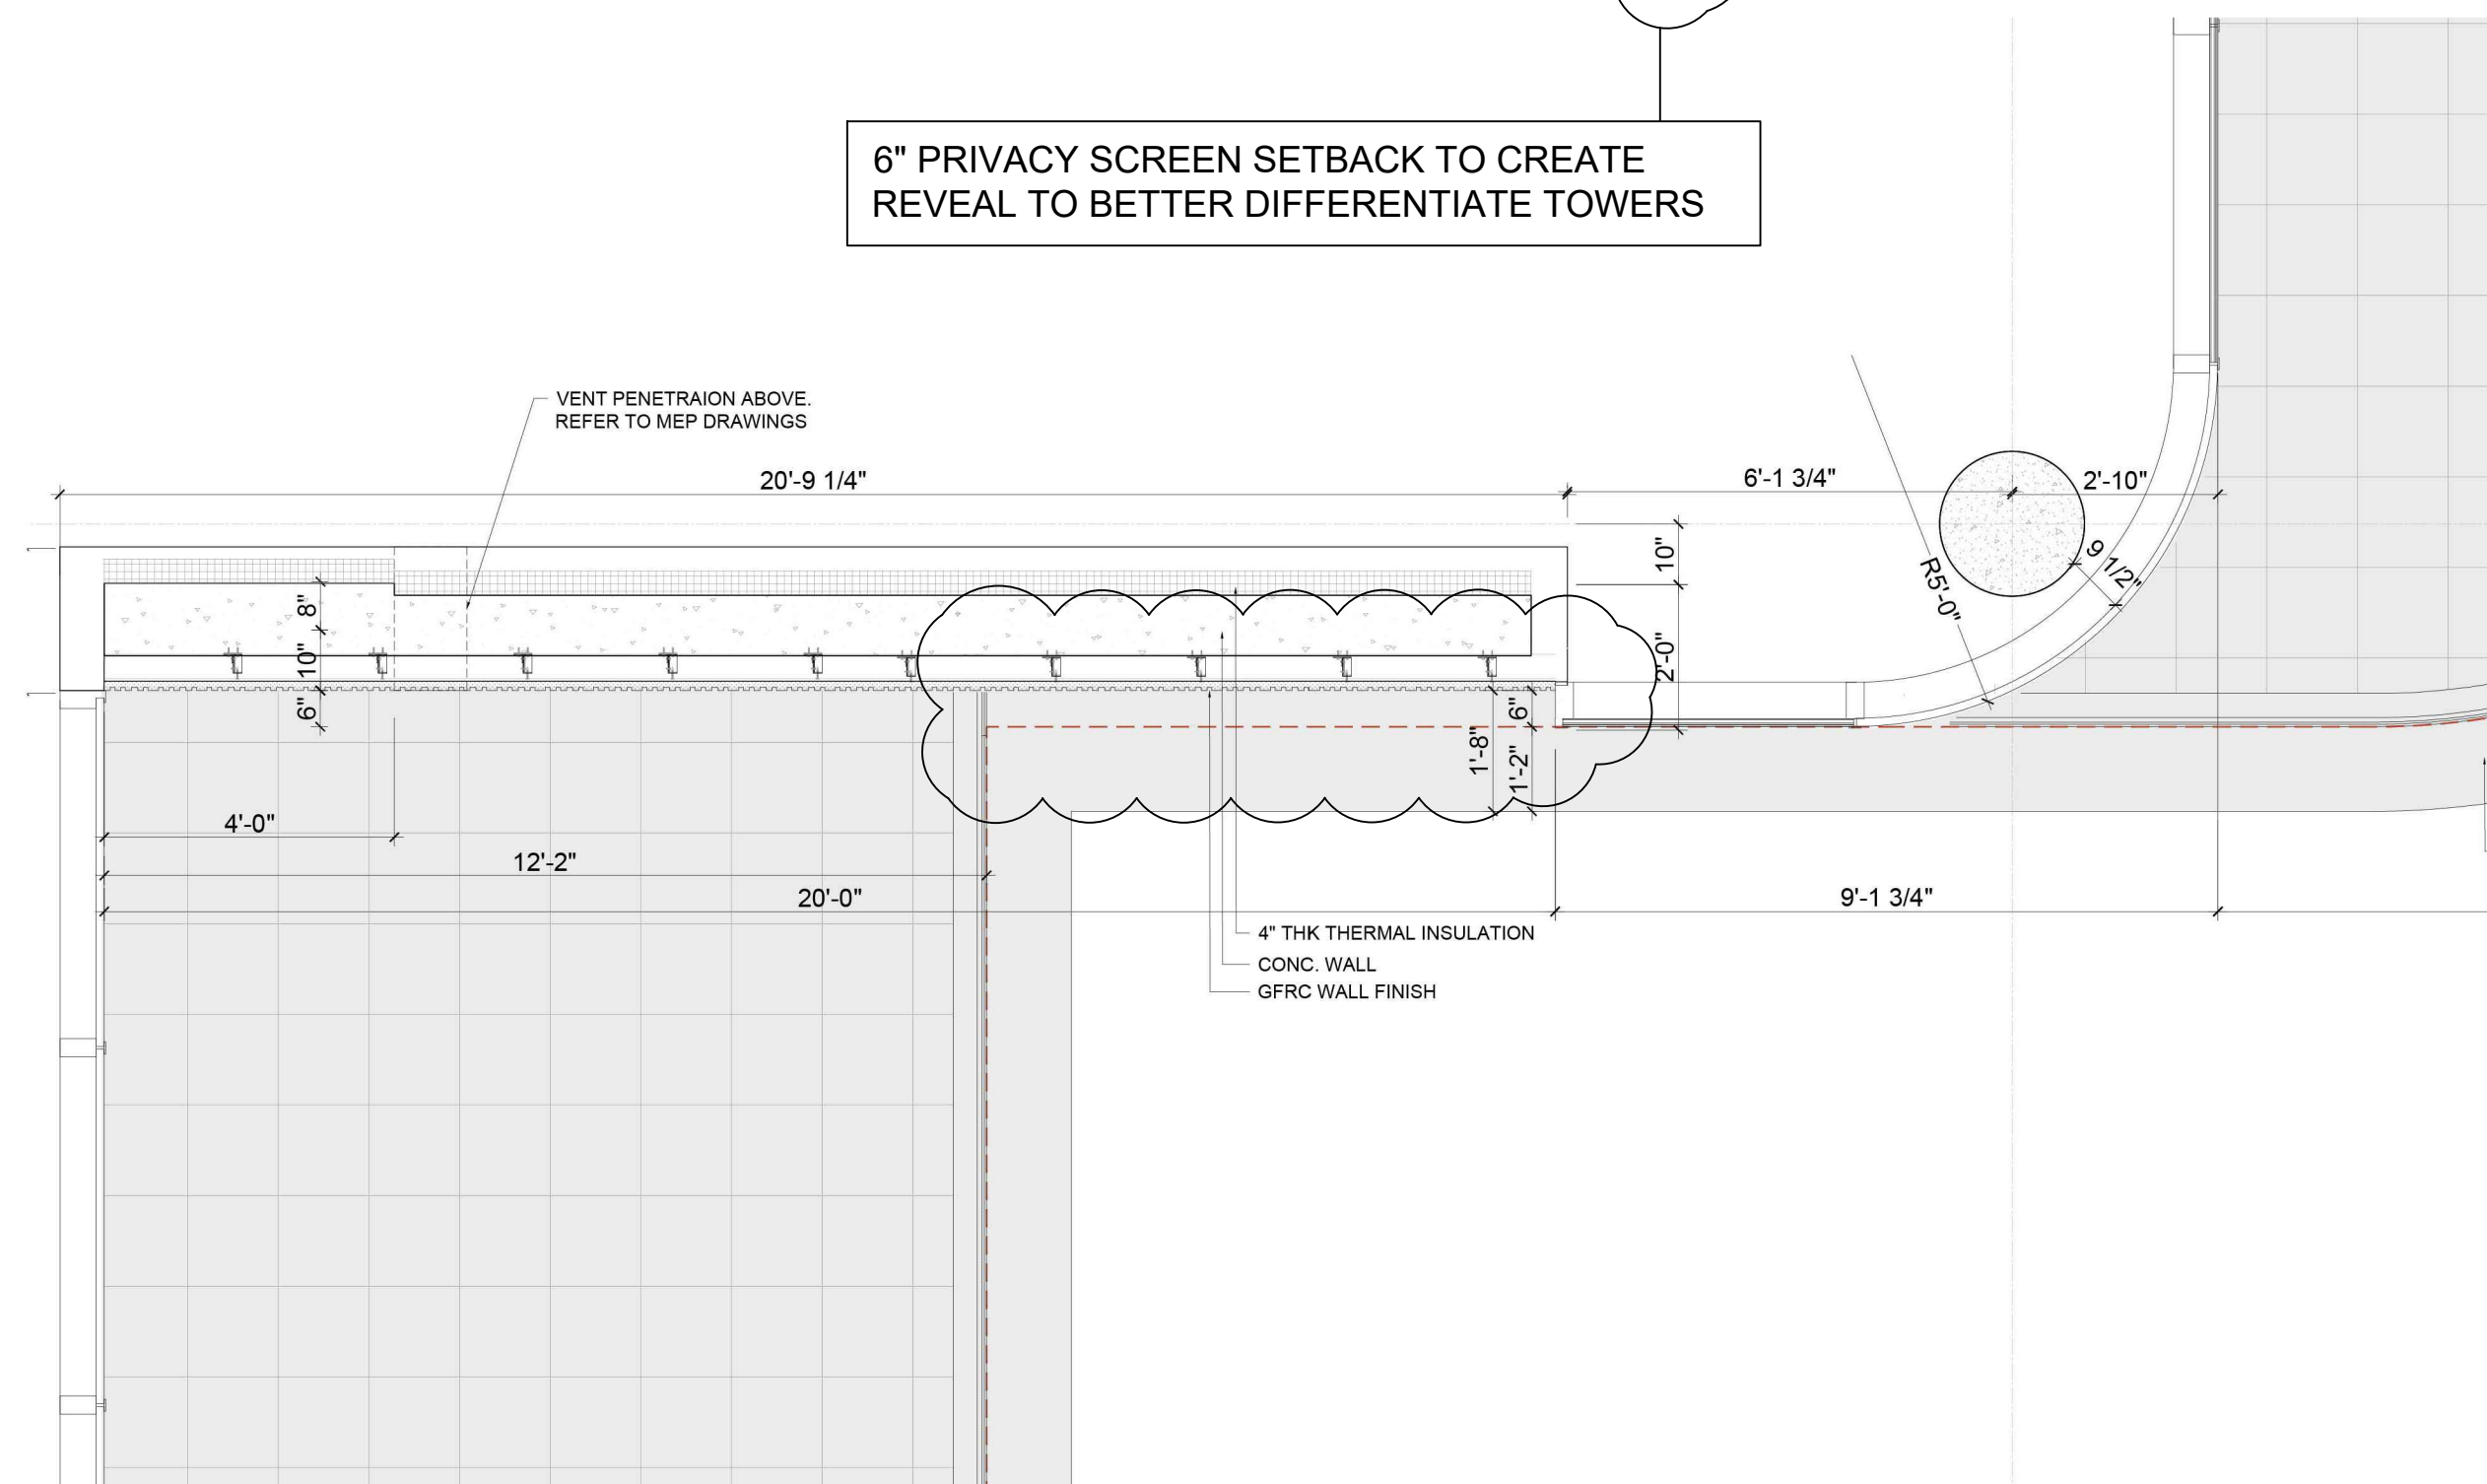 6" PRIVACY SCREEN SETBACK TO CREATE
REVEAL TO BETTER DIFFERENTIATE TOWERS
VENT PENETRAION ABOVE.
REFER TO MEP DRAWINGS
20'-9 1/4"
6'-1 3/4"
2'-10"
10"
9 1/2"
R5'-0"
8"
10"
6"
2'-0"
6"
1'-8"
1'-2"
4'-0"
12'-2"
20'-0"
9'-1 3/4"
4" THK THERMAL INSULATION
CONC. WALL
GFRC WALL FINISH